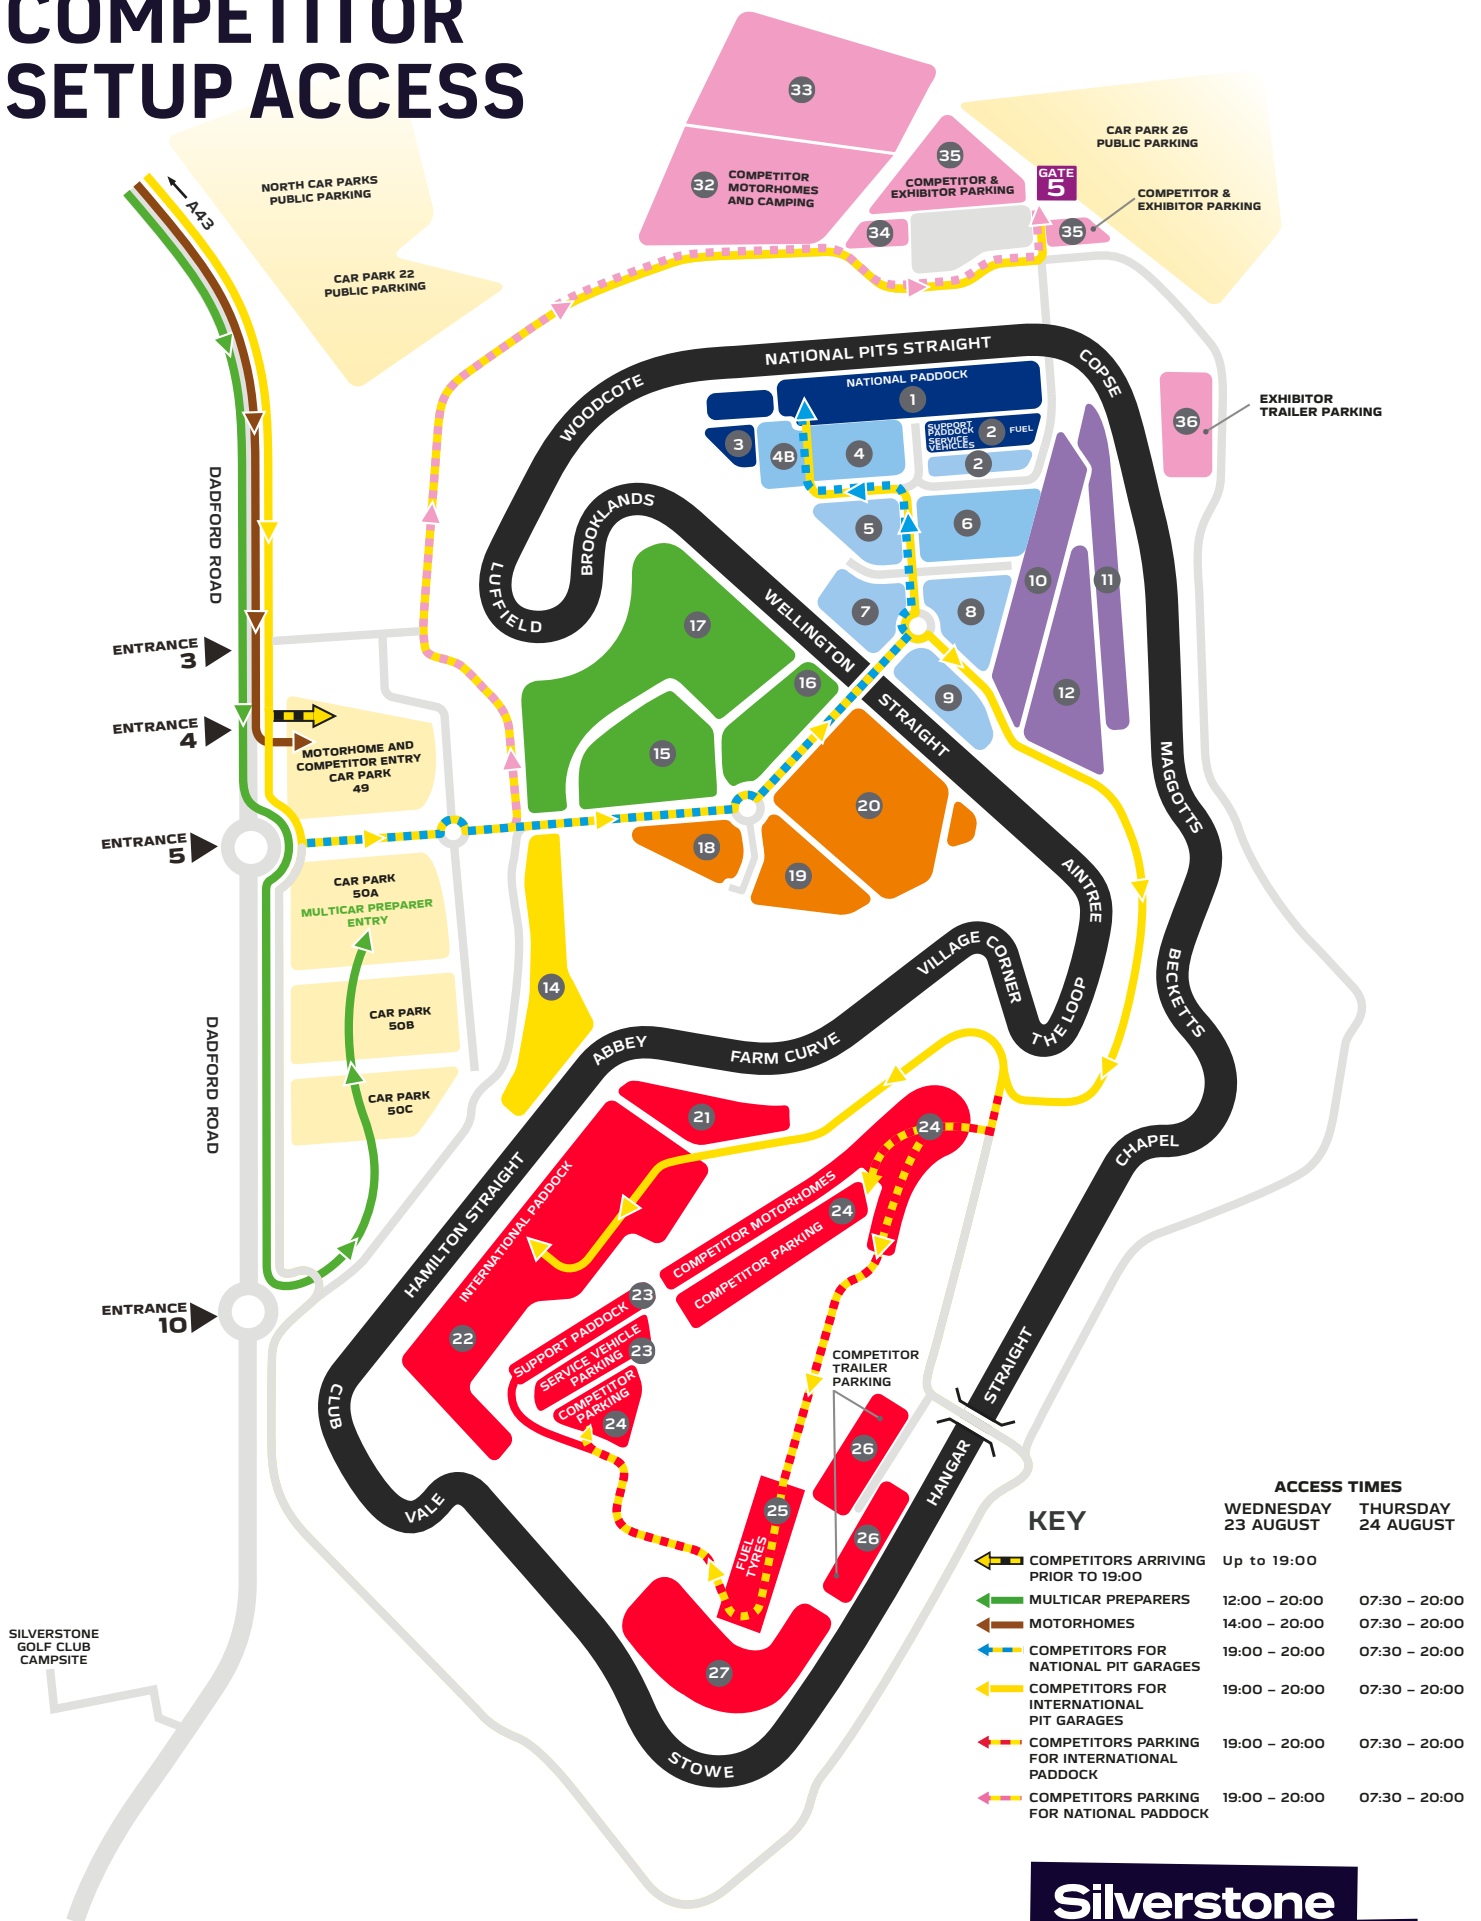 COMPETITOR
SETUP ACCESS
A43
NORTH CAR PARKS
PUBLIC PARKING
CAR PARK 22
PUBLIC PARKING
33
32
COMPETITOR
MOTORHOMES
AND CAMPING
35
COMPETITOR &
EXHIBITOR PARKING
34
GATE
5
35
CAR PARK 26
PUBLIC PARKING
COMPETITOR &
EXHIBITOR PARKING
36
EXHIBITOR
TRAILER PARKING
NATIONAL PITS STRAIGHT
COPSE
WOODCOTE
NATIONAL PADDOCK
1
SUPPORT
PADDOCK
SERVICE
VEHICLES
2
FUEL
2
3
4B
4
5
6
7
8
9
10
11
12
BROOKLANDS
LUFFIELD
WELLINGTON
STRAIGHT
17
16
15
20
18
19
14
DADFORD ROAD
ENTRANCE
3
ENTRANCE
4
MOTORHOME AND
COMPETITOR ENTRY
CAR PARK
49
ENTRANCE
5
CAR PARK
50A
MULTICAR PREPARER
ENTRY
CAR PARK
50B
CAR PARK
50C
DADFORD ROAD
ENTRANCE
10
MAGGOTTS
BECKETTS
AINTREE
VILLAGE
CORNER
THE LOOP
FARM CURVE
ABBEY
CHAPEL
HAMILTON STRAIGHT
INTERNATIONAL PADDOCK
21
22
24
COMPETITOR MOTORHOMES
24
COMPETITOR PARKING
23
SUPPORT PADDOCK
23
SERVICE VEHICLE
PARKING
COMPETITOR
PARKING
24
CLUB
VALE
STOWE
HANGAR
STRAIGHT
COMPETITOR
TRAILER
PARKING
26
26
25
FUEL
TYRES
27
SILVERSTONE
GOLF CLUB
CAMPSITE
ACCESS TIMES
KEY
WEDNESDAY
23 AUGUST
THURSDAY
24 AUGUST
COMPETITORS ARRIVING
PRIOR TO 19:00
Up to 19:00
MULTICAR PREPARERS 12:00 – 20:00 07:30 – 20:00
MOTORHOMES 14:00 – 20:00 07:30 – 20:00
COMPETITORS FOR
NATIONAL PIT GARAGES
19:00 – 20:00 07:30 – 20:00
COMPETITORS FOR
INTERNATIONAL
PIT GARAGES
19:00 – 20:00 07:30 – 20:00
COMPETITORS PARKING
FOR INTERNATIONAL
PADDOCK
19:00 – 20:00 07:30 – 20:00
COMPETITORS PARKING
FOR NATIONAL PADDOCK
19:00 – 20:00 07:30 – 20:00
Silverstone